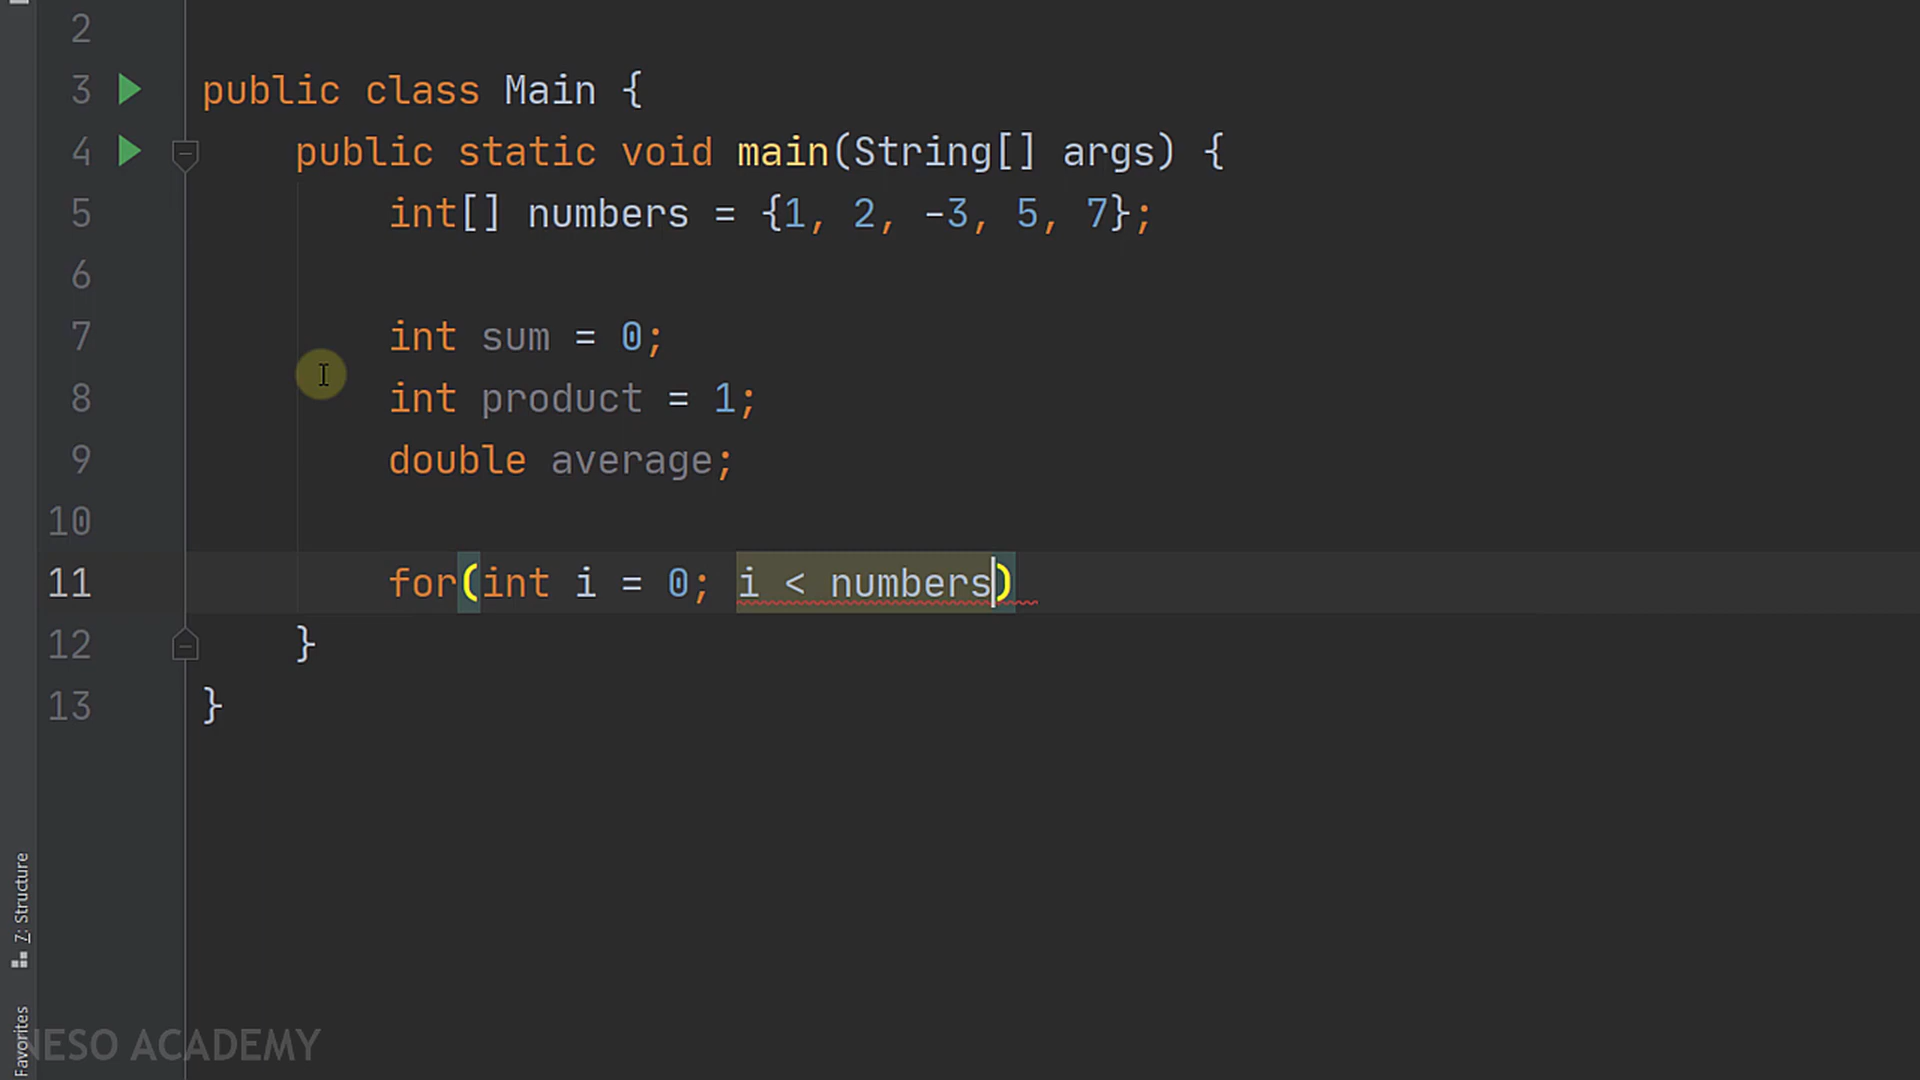 2
3 public class Main {
4 public static void main(String[] args) {
5 int[] numbers = {1, 2, -3, 5, 7};
6
7 int sum = 0;
8 int product = 1;
9 double average;
10
11 for(int i = 0; i < numbers)
12 }
13 }
7: Structure
Favorites
NESO ACADEMY